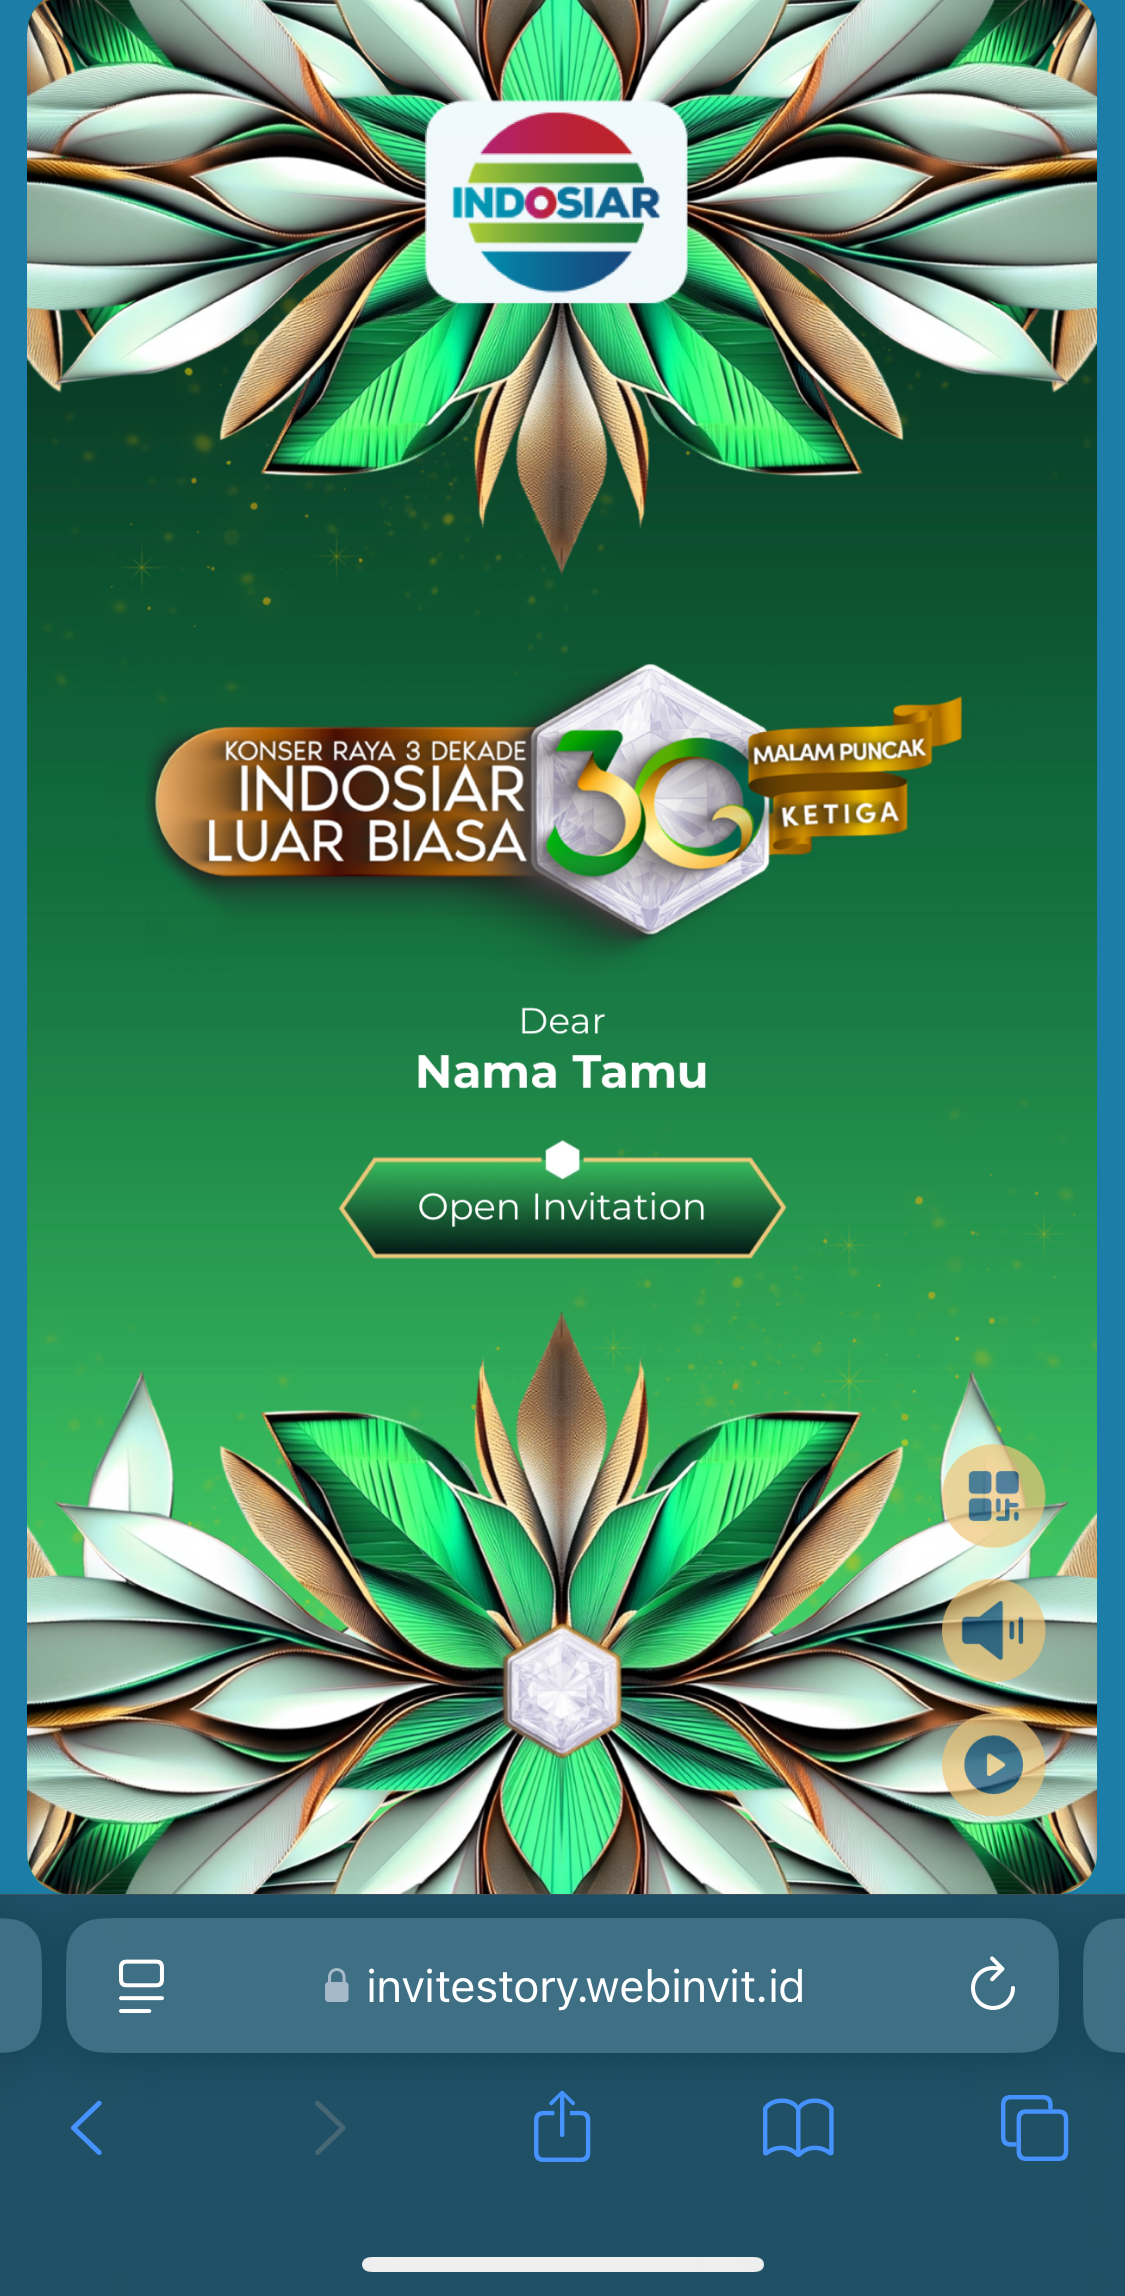 INDOSIAR
KONSER RAYA 3 DEKADE
INDOSIAR
LUAR BIASA
30
MALAM PUNCAK
KETIGA
Dear
Nama Tamu
Open Invitation
invitestory.webinvit.id